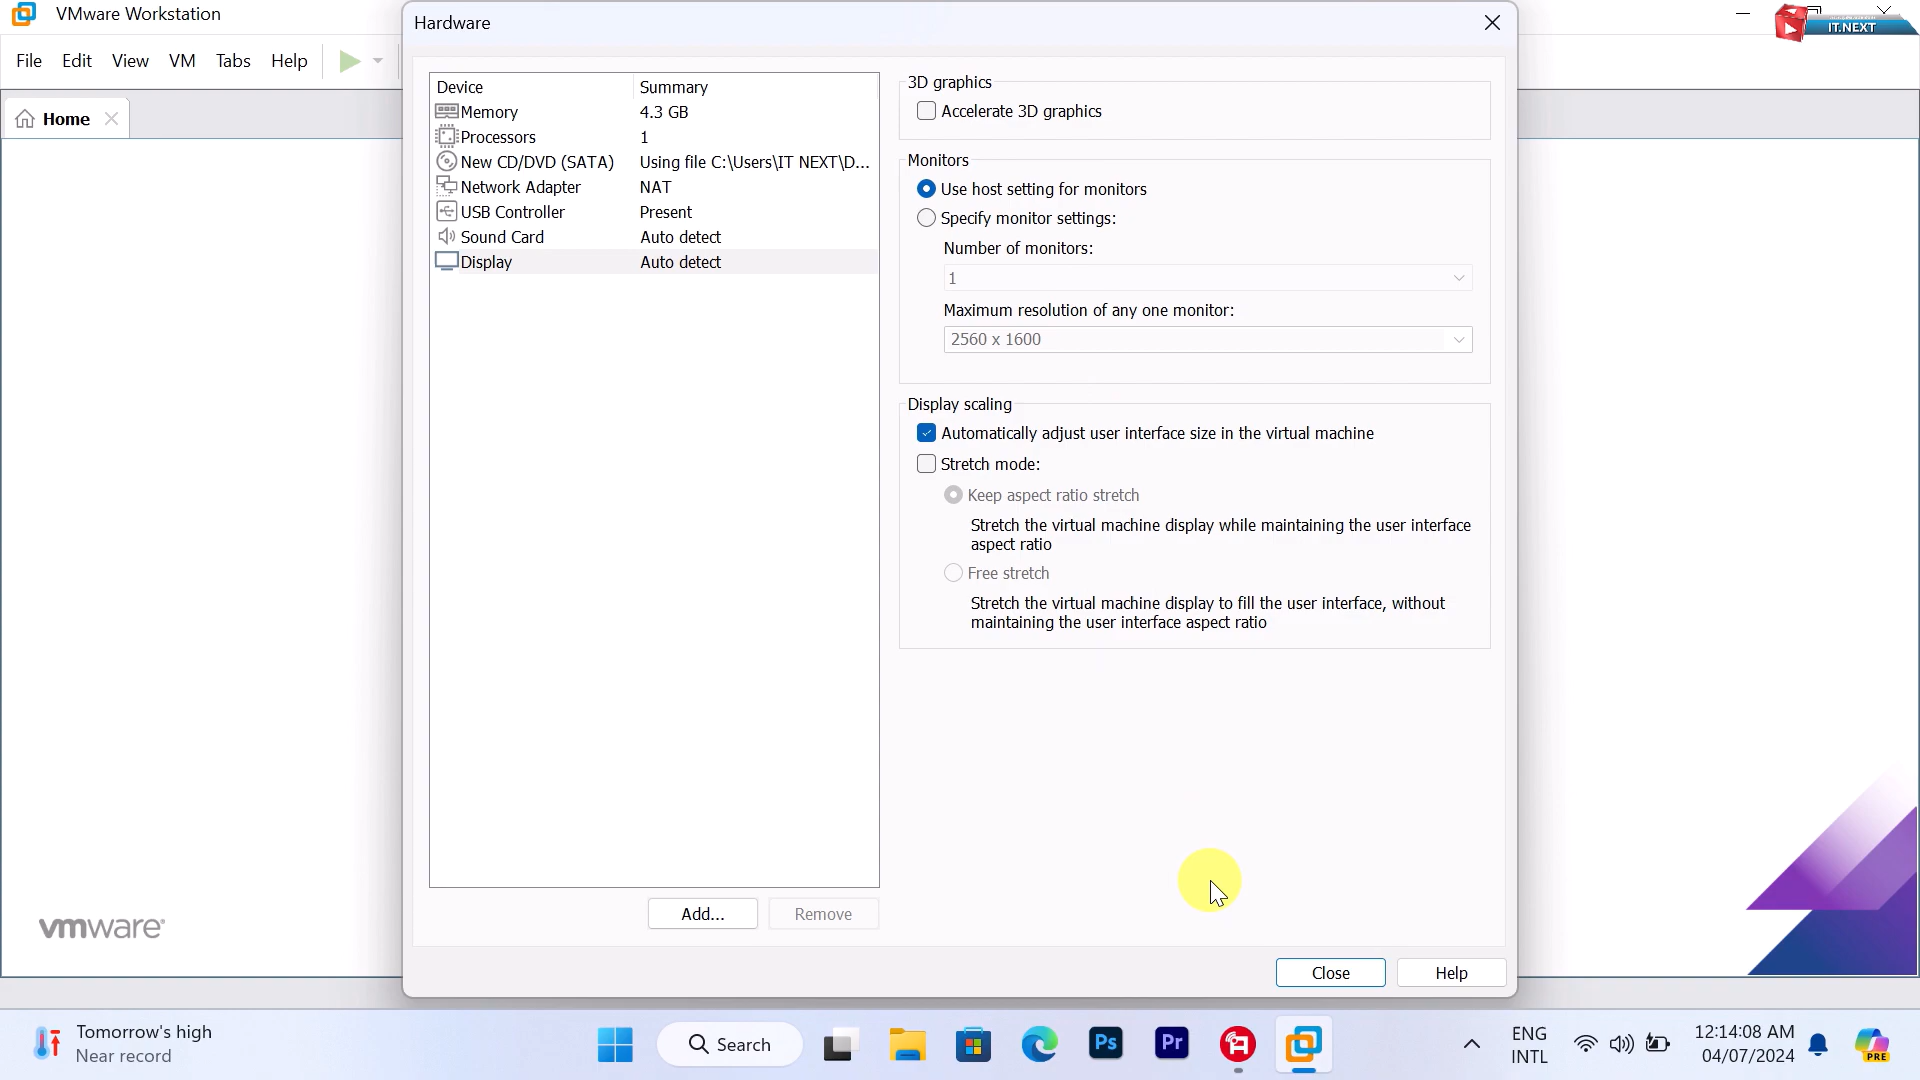 VMware Workstation
IT.NEXT
File Edit View VM Tabs Help
Home
Hardware
Device Summary
Memory 4.3 GB
Processors 1
New CD/DVD (SATA) Using file C:\Users\IT NEXT\D...
Network Adapter NAT
USB Controller Present
Sound Card Auto detect
Display Auto detect
Add...
Remove
3D graphics
Accelerate 3D graphics
Monitors
Use host setting for monitors
Specify monitor settings:
Number of monitors:
1
Maximum resolution of any one monitor:
2560 x 1600
Display scaling
Automatically adjust user interface size in the virtual machine
Stretch mode:
Keep aspect ratio stretch
Stretch the virtual machine display while maintaining the user interface
aspect ratio
Free stretch
Stretch the virtual machine display to fill the user interface, without
maintaining the user interface aspect ratio
Close
Help
vmware
Tomorrow's high
Near record
Search
Ps
Pr
ENG
INTL
12:14:08 AM
04/07/2024
PRE